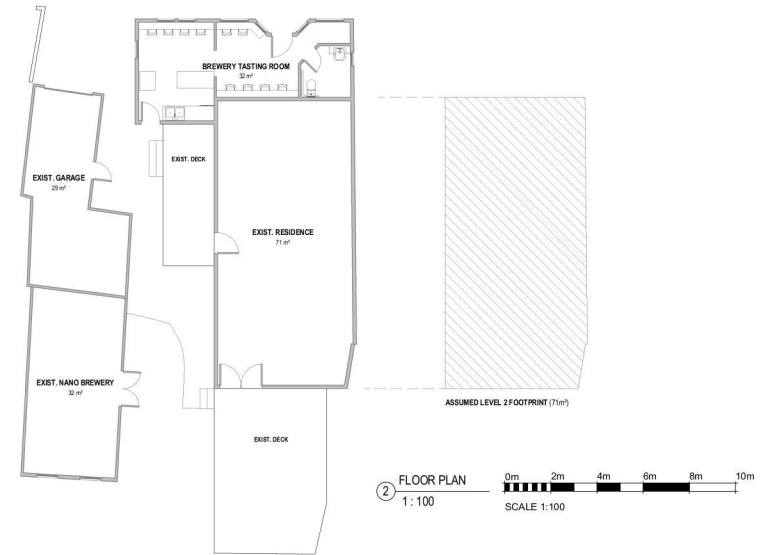 BREWERY TASTING ROOM
32 m²
EXIST. DECK
EXIST. GARAGE
29 m²
EXIST. RESIDENCE
71 m²
EXIST. NANO BREWERY
32 m²
ASSUMED LEVEL 2 FOOTPRINT (71m²)
EXIST. DECK
2 FLOOR PLAN
1 : 100
0m 2m 4m 6m 8m 10m
SCALE 1:100